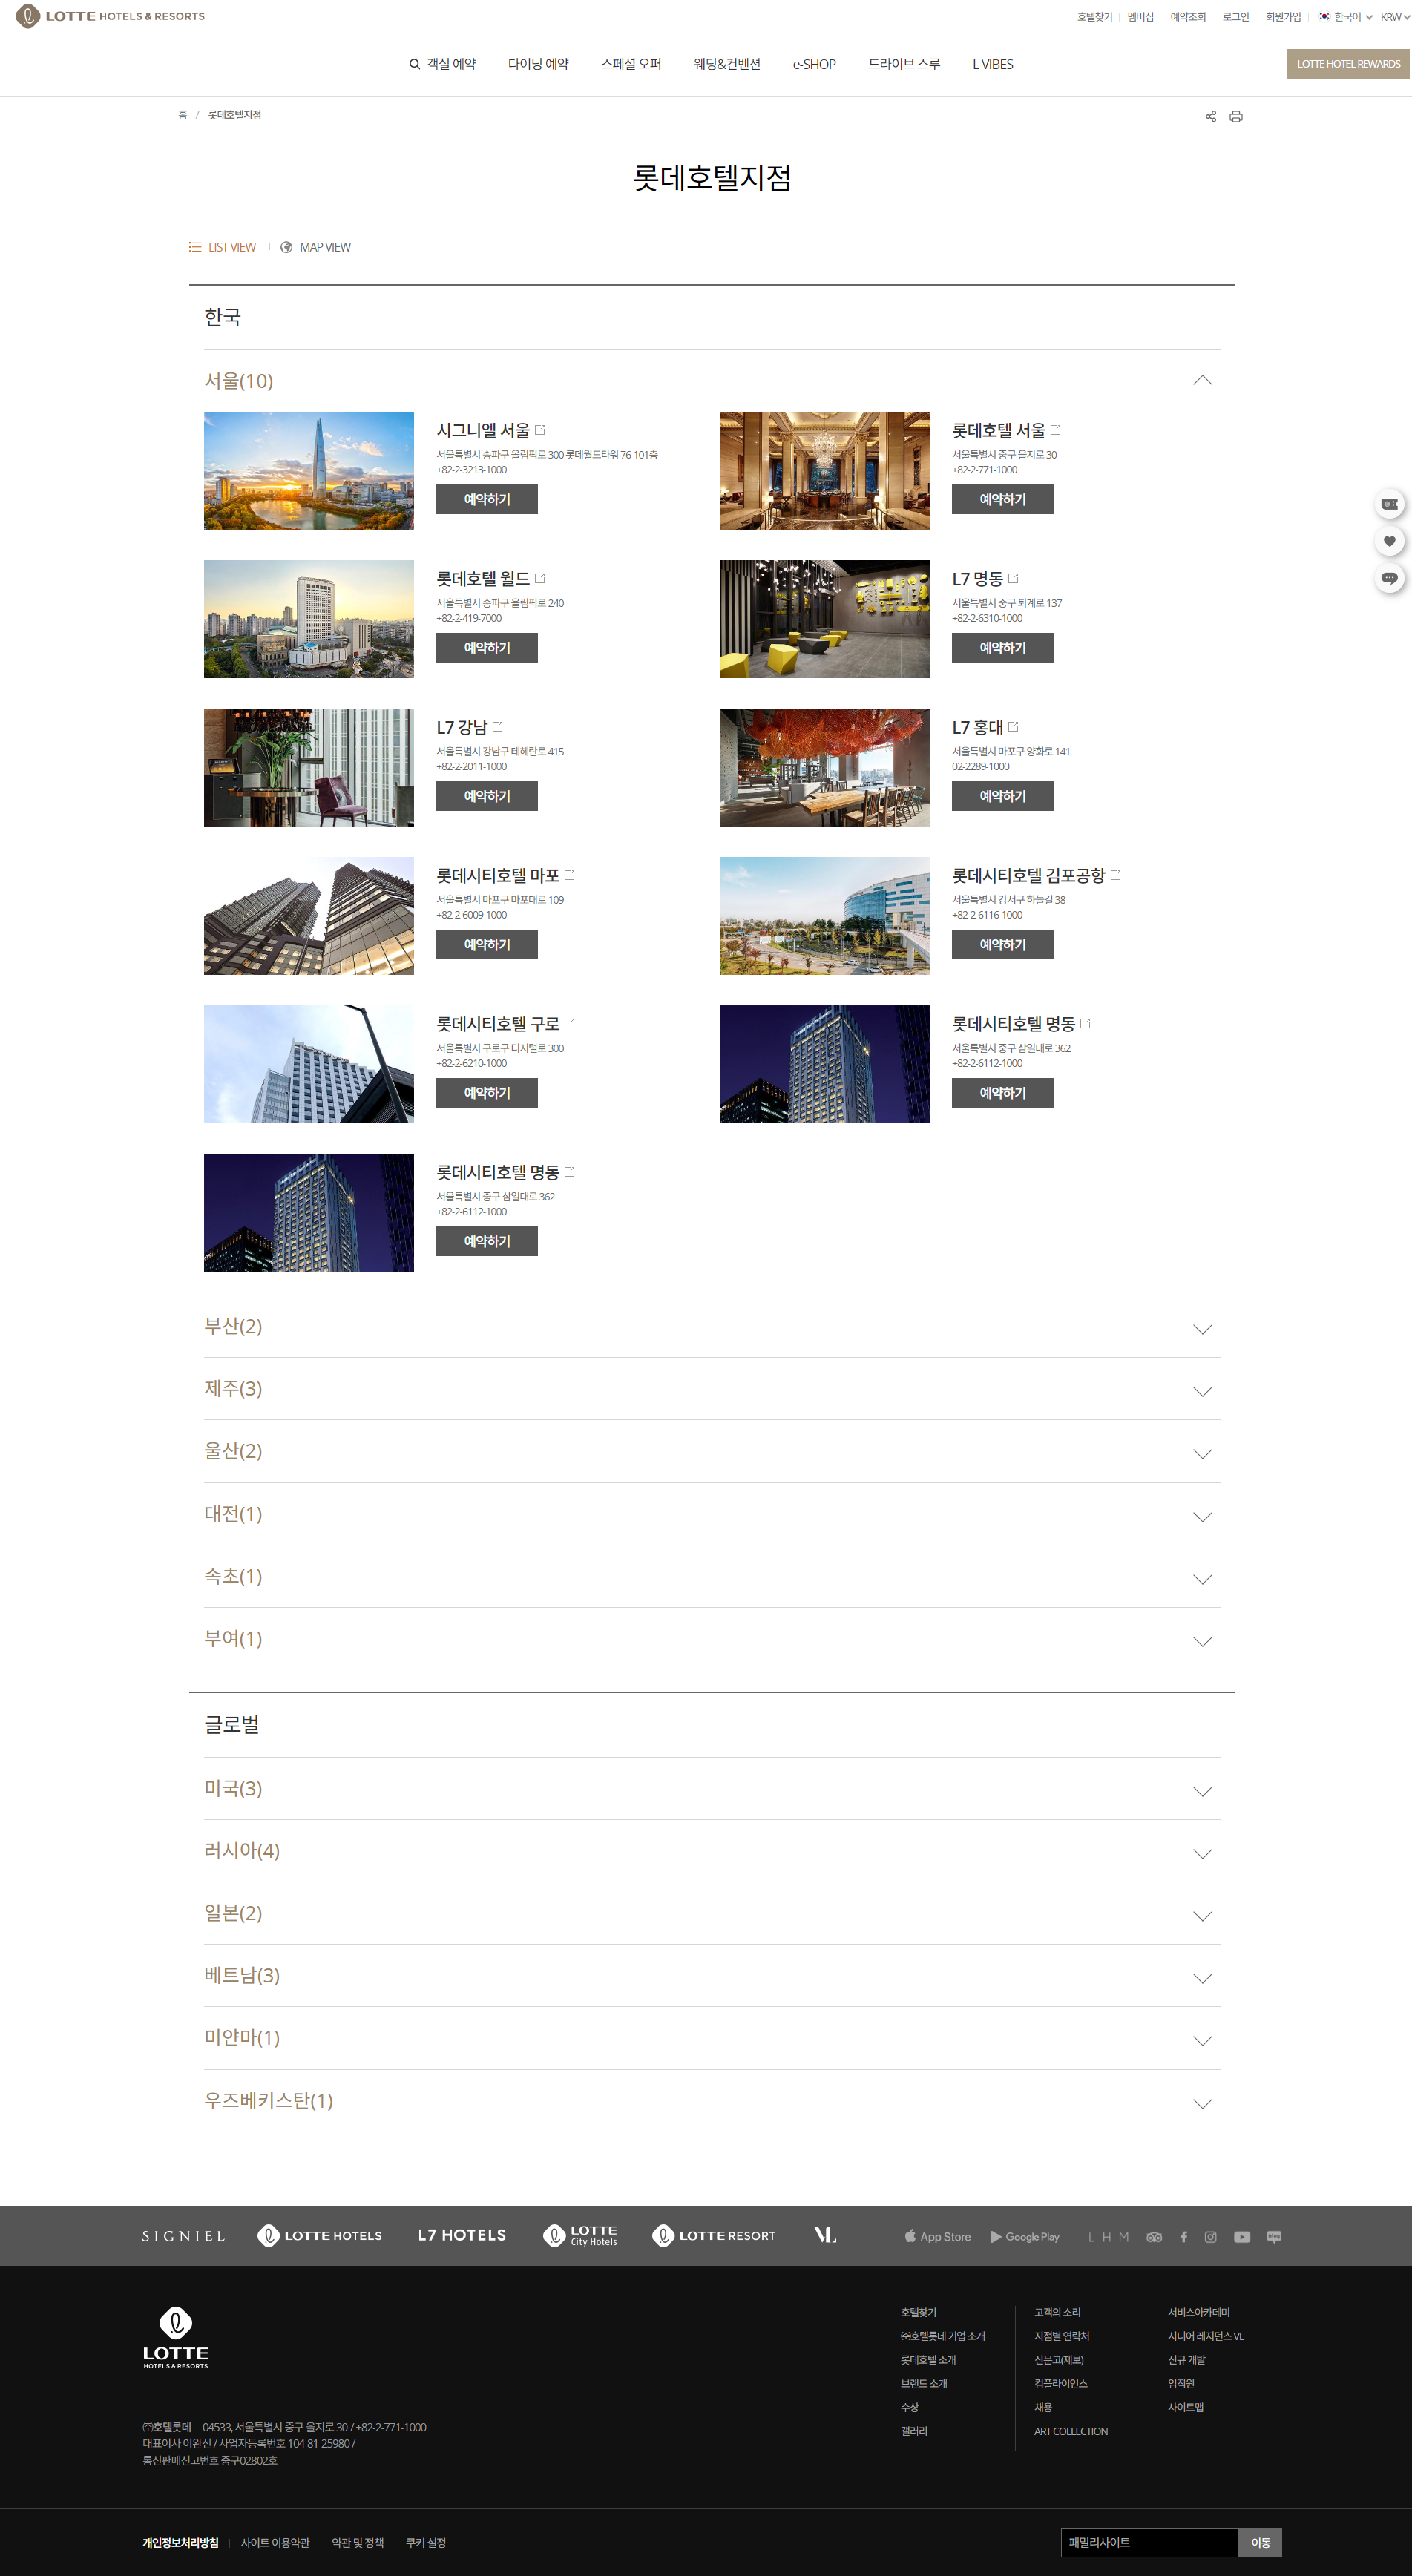 LOTTE HOTELS & RESORTS
호텔찾기 멤버십 예약조회 로그인 회원가입 한국어 KRW
객실 예약 다이닝 예약 스페셜 오퍼 웨딩&컨벤션 e-SHOP 드라이브 스루 L VIBES
LOTTE HOTEL REWARDS
홈 / 롯데호텔지점
롯데호텔지점
LIST VIEW MAP VIEW
한국
서울(10)
시그니엘 서울
서울특별시 송파구 올림픽로 300 롯데월드타워 76-101층
+82-2-3213-1000
예약하기
롯데호텔 서울
서울특별시 중구 을지로 30
+82-2-771-1000
예약하기
롯데호텔 월드
서울특별시 송파구 올림픽로 240
+82-2-419-7000
예약하기
L7 명동
서울특별시 중구 퇴계로 137
+82-2-6310-1000
예약하기
L7 강남
서울특별시 강남구 테헤란로 415
+82-2-2011-1000
예약하기
L7 홍대
서울특별시 마포구 양화로 141
02-2289-1000
예약하기
롯데시티호텔 마포
서울특별시 마포구 마포대로 109
+82-2-6009-1000
예약하기
롯데시티호텔 김포공항
서울특별시 강서구 하늘길 38
+82-2-6116-1000
예약하기
롯데시티호텔 구로
서울특별시 구로구 디지털로 300
+82-2-6210-1000
예약하기
롯데시티호텔 명동
서울특별시 중구 삼일대로 362
+82-2-6112-1000
예약하기
롯데시티호텔 명동
서울특별시 중구 삼일대로 362
+82-2-6112-1000
예약하기
부산(2)
제주(3)
울산(2)
대전(1)
속초(1)
부여(1)
글로벌
미국(3)
러시아(4)
일본(2)
베트남(3)
미얀마(1)
우즈베키스탄(1)
SIGNIEL LOTTE HOTELS L7 HOTELS LOTTE City Hotels LOTTE RESORT VL App Store Google Play L H M blog
LOTTE
HOTELS & RESORTS
호텔찾기
㈜호텔롯데 기업 소개
롯데호텔 소개
브랜드 소개
수상
갤러리
고객의 소리
지점별 연락처
신문고(제보)
컴플라이언스
채용
ART COLLECTION
서비스아카데미
시니어 레지던스 VL
신규 개발
임직원
사이트맵
㈜호텔롯데 04533, 서울특별시 중구 을지로 30 / +82-2-771-1000
대표이사 이완신 / 사업자등록번호 104-81-25980 /
통신판매신고번호 중구02802호
개인정보처리방침 사이트 이용약관 약관 및 정책 쿠키 설정
패밀리사이트 이동